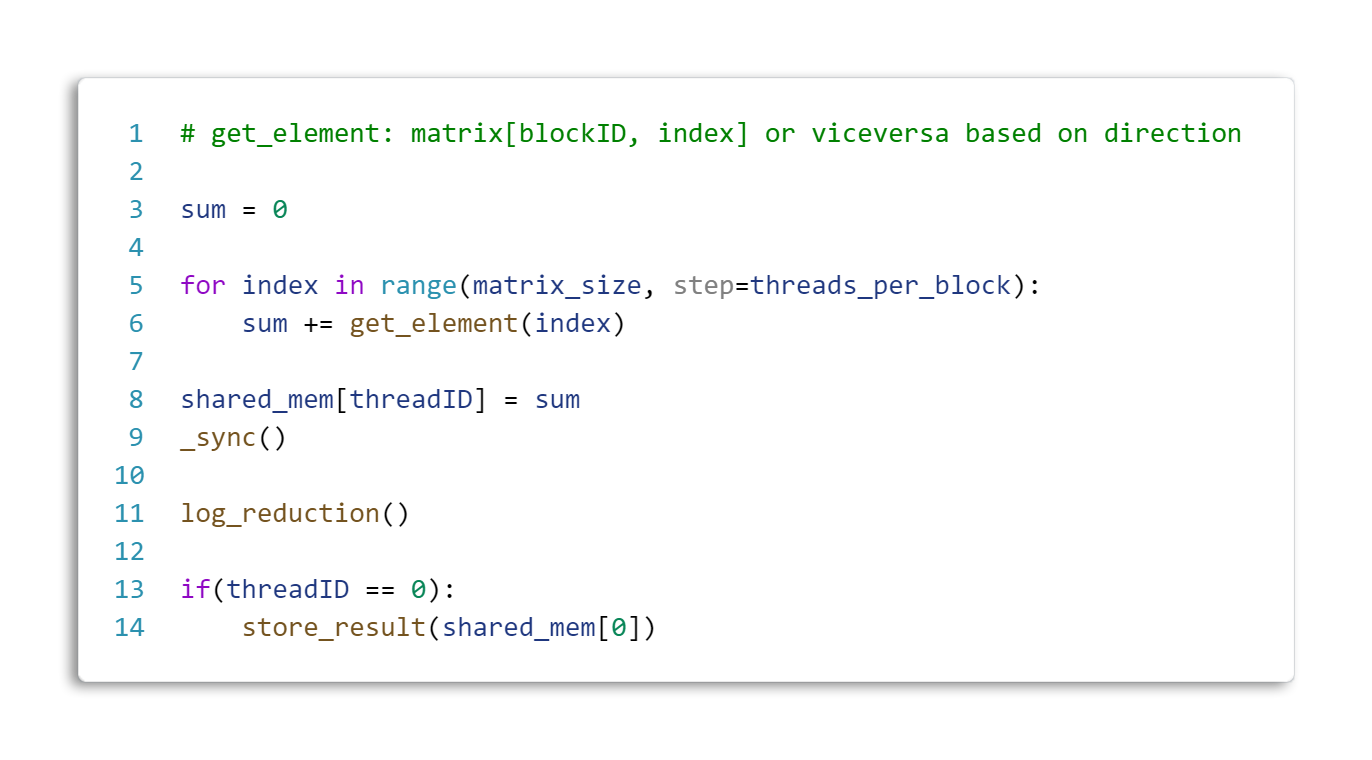 1 # get_element: matrix[blockID, index] or viceversa based on direction
2
3 sum = 0
4
5 for index in range(matrix_size, step=threads_per_block):
6     sum += get_element(index)
7
8 shared_mem[threadID] = sum
9 _sync()
10
11 log_reduction()
12
13 if(threadID == 0):
14     store_result(shared_mem[0])